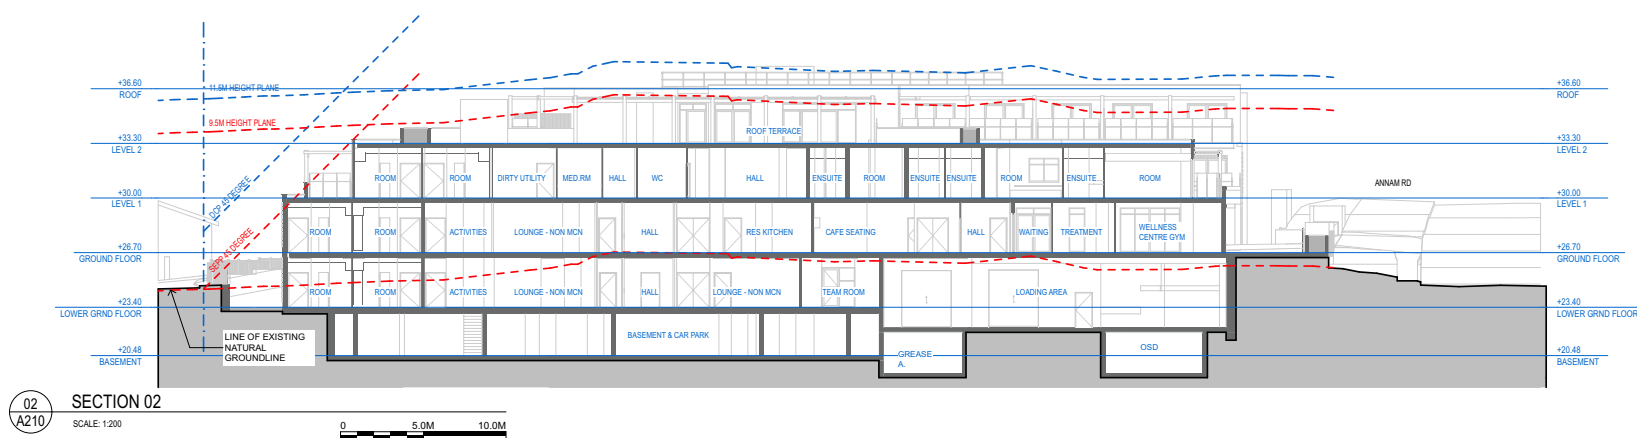 +36.60
ROOF
11.5M HEIGHT PLANE
+36.60
ROOF
9.5M HEIGHT PLANE
ROOF TERRACE
+33.30
LEVEL 2
+33.30
LEVEL 2
ROOM
ROOM
DIRTY UTILITY
MED.RM
HALL
WC
HALL
ENSUITE
ROOM
ENSUITE
ENSUITE
ROOM
ENSUITE...
ROOM
ANNAM RD
+30.00
LEVEL 1
DCP 45 DEGREE
+30.00
LEVEL 1
ROOM
ROOM
ACTIVITIES
LOUNGE - NON MCN
HALL
RES KITCHEN
CAFE SEATING
HALL
WAITING
TREATMENT
WELLNESS
CENTRE GYM
+26.70
GROUND FLOOR
SEPP 45 DEGREE
+26.70
GROUND FLOOR
ROOM
ROOM
ACTIVITIES
LOUNGE - NON MCN
HALL
LOUNGE - NON MCN
TEAM ROOM
LOADING AREA
+23.40
LOWER GRND FLOOR
+23.40
LOWER GRND FLOOR
LINE OF EXISTING
NATURAL
GROUNDLINE
BASEMENT & CAR PARK
GREASE
A.
OSD
+20.48
BASEMENT
+20.48
BASEMENT
02
A210
SECTION 02
SCALE: 1:200
0 5.0M 10.0M